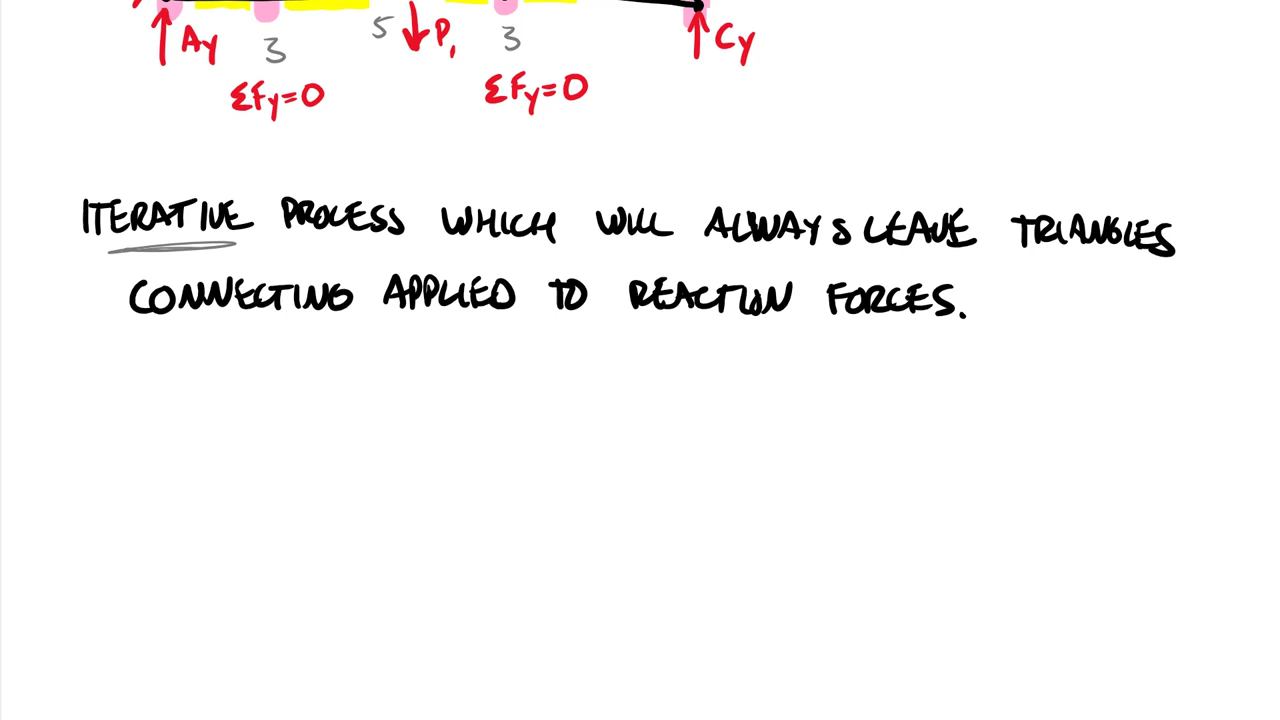 Ay 3 5 P₁ 3 Cy
ΣFy=0 ΣFy=0
ITERATIVE PROCESS WHICH WILL ALWAYS LEAVE TRIANGLES
CONNECTING APPLIED TO REACTION FORCES.